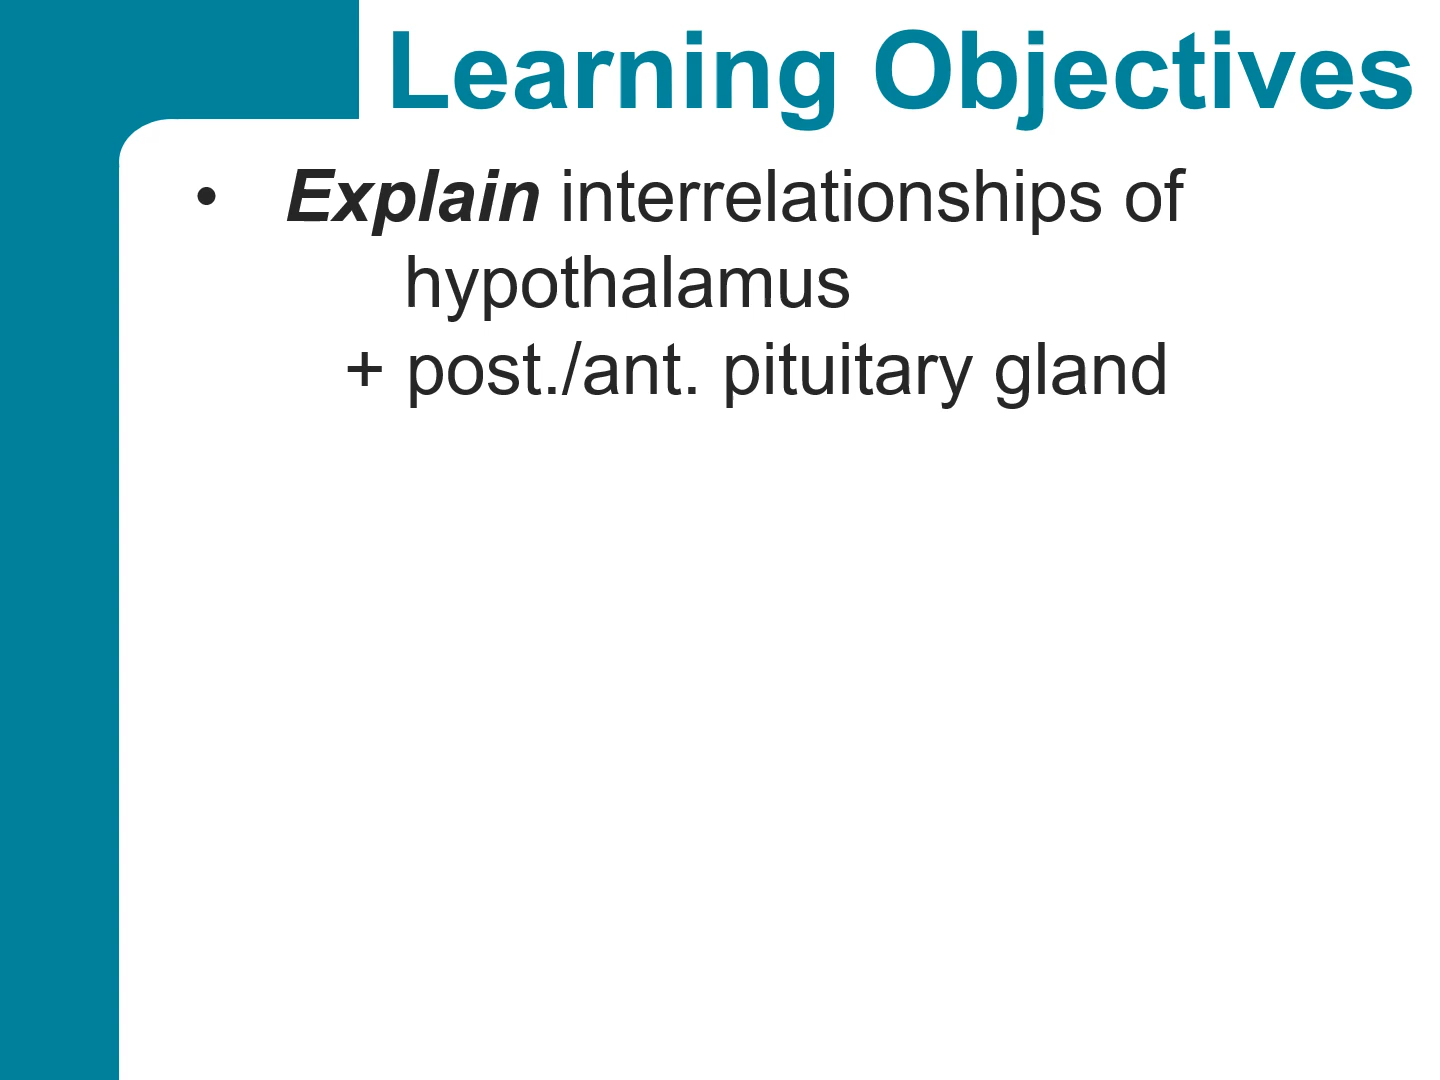 Learning Objectives
• Explain interrelationships of
hypothalamus
+ post./ant. pituitary gland